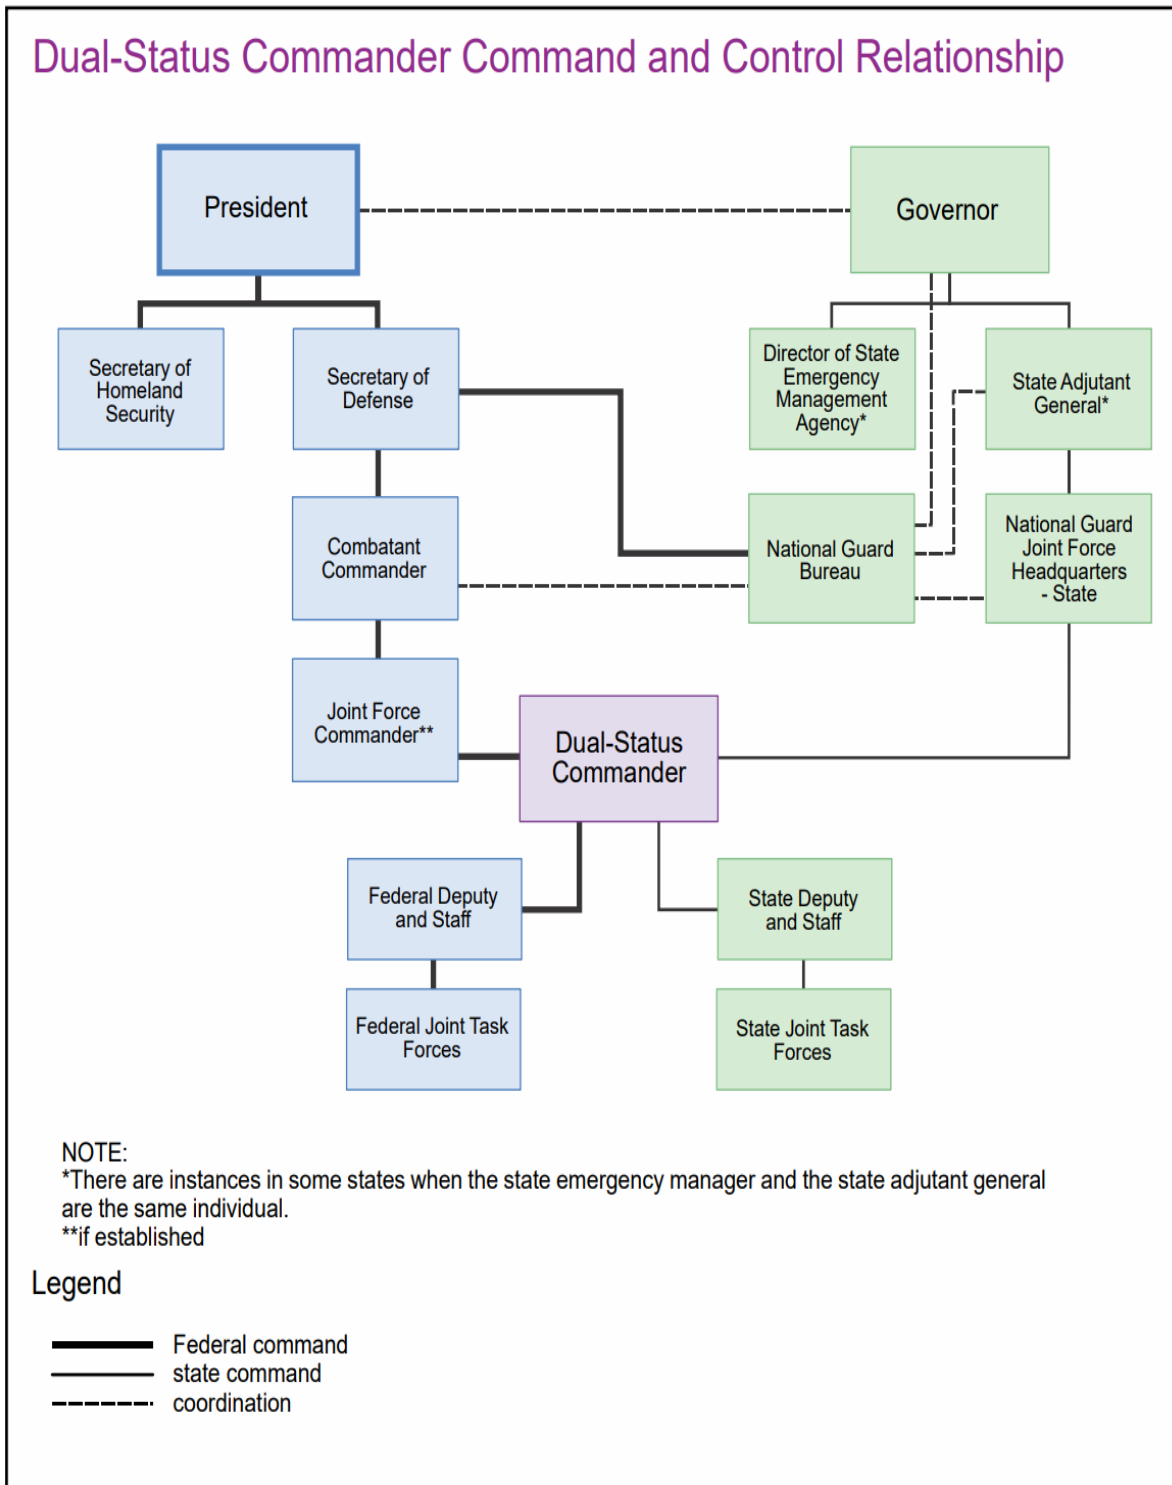 Dual-Status Commander Command and Control Relationship
President
Governor
Secretary of
Homeland
Security
Secretary of
Defense
Director of State
Emergency
Management
Agency*
State Adjutant
General*
Combatant
Commander
National Guard
Bureau
National Guard
Joint Force
Headquarters
- State
Joint Force
Commander**
Dual-Status
Commander
Federal Deputy
and Staff
State Deputy
and Staff
Federal Joint Task
Forces
State Joint Task
Forces
NOTE:
*There are instances in some states when the state emergency manager and the state adjutant general
are the same individual.
**if established
Legend
Federal command
state command
coordination